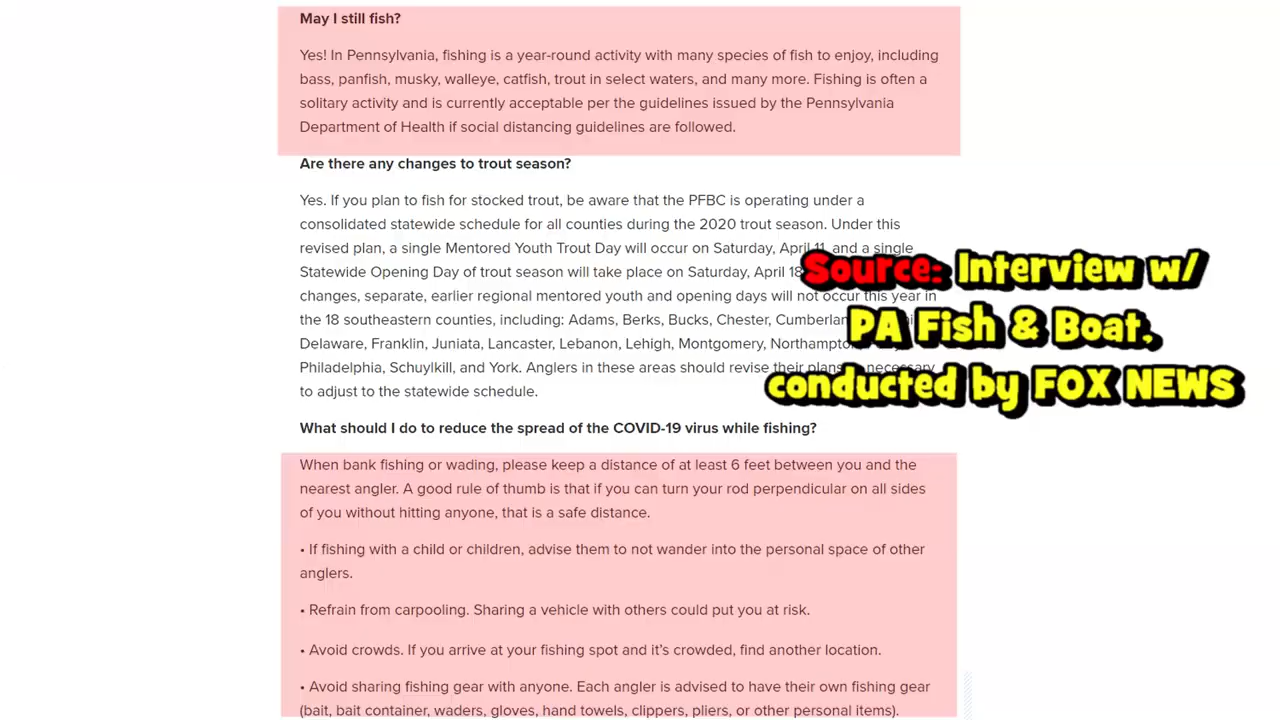 May I still fish?
Yes! In Pennsylvania, fishing is a year-round activity with many species of fish to enjoy, including
bass, panfish, musky, walleye, catfish, trout in select waters, and many more. Fishing is often a
solitary activity and is currently acceptable per the guidelines issued by the Pennsylvania
Department of Health if social distancing guidelines are followed.
Are there any changes to trout season?
Yes. If you plan to fish for stocked trout, be aware that the PFBC is operating under a
consolidated statewide schedule for all counties during the 2020 trout season. Under this
revised plan, a single Mentored Youth Trout Day will occur on Saturday, April 11, and a single
Statewide Opening Day of trout season will take place on Saturday, April 18
changes, separate, earlier regional mentored youth and opening days will not occur this year in
the 18 southeastern counties, including: Adams, Berks, Bucks, Chester,
Delaware, Franklin, Juniata, Lancaster, Lebanon, Lehigh, Montgomery,
Philadelphia, Schuylkill, and York. Anglers in these areas should revise their plans necessary
to adjust to the statewide schedule.
Source: Interview w/
PA Fish & Boat,
conducted by FOX NEWS
What should I do to reduce the spread of the COVID-19 virus while fishing?
When bank fishing or wading, please keep a distance of at least 6 feet between you and the
nearest angler. A good rule of thumb is that if you can turn your rod perpendicular on all sides
of you without hitting anyone, that is a safe distance.
• If fishing with a child or children, advise them to not wander into the personal space of other
anglers.
• Refrain from carpooling. Sharing a vehicle with others could put you at risk.
• Avoid crowds. If you arrive at your fishing spot and it's crowded, find another location.
• Avoid sharing fishing gear with anyone. Each angler is advised to have their own fishing gear
(bait, bait container, waders, gloves, hand towels, clippers, pliers, or other personal items).